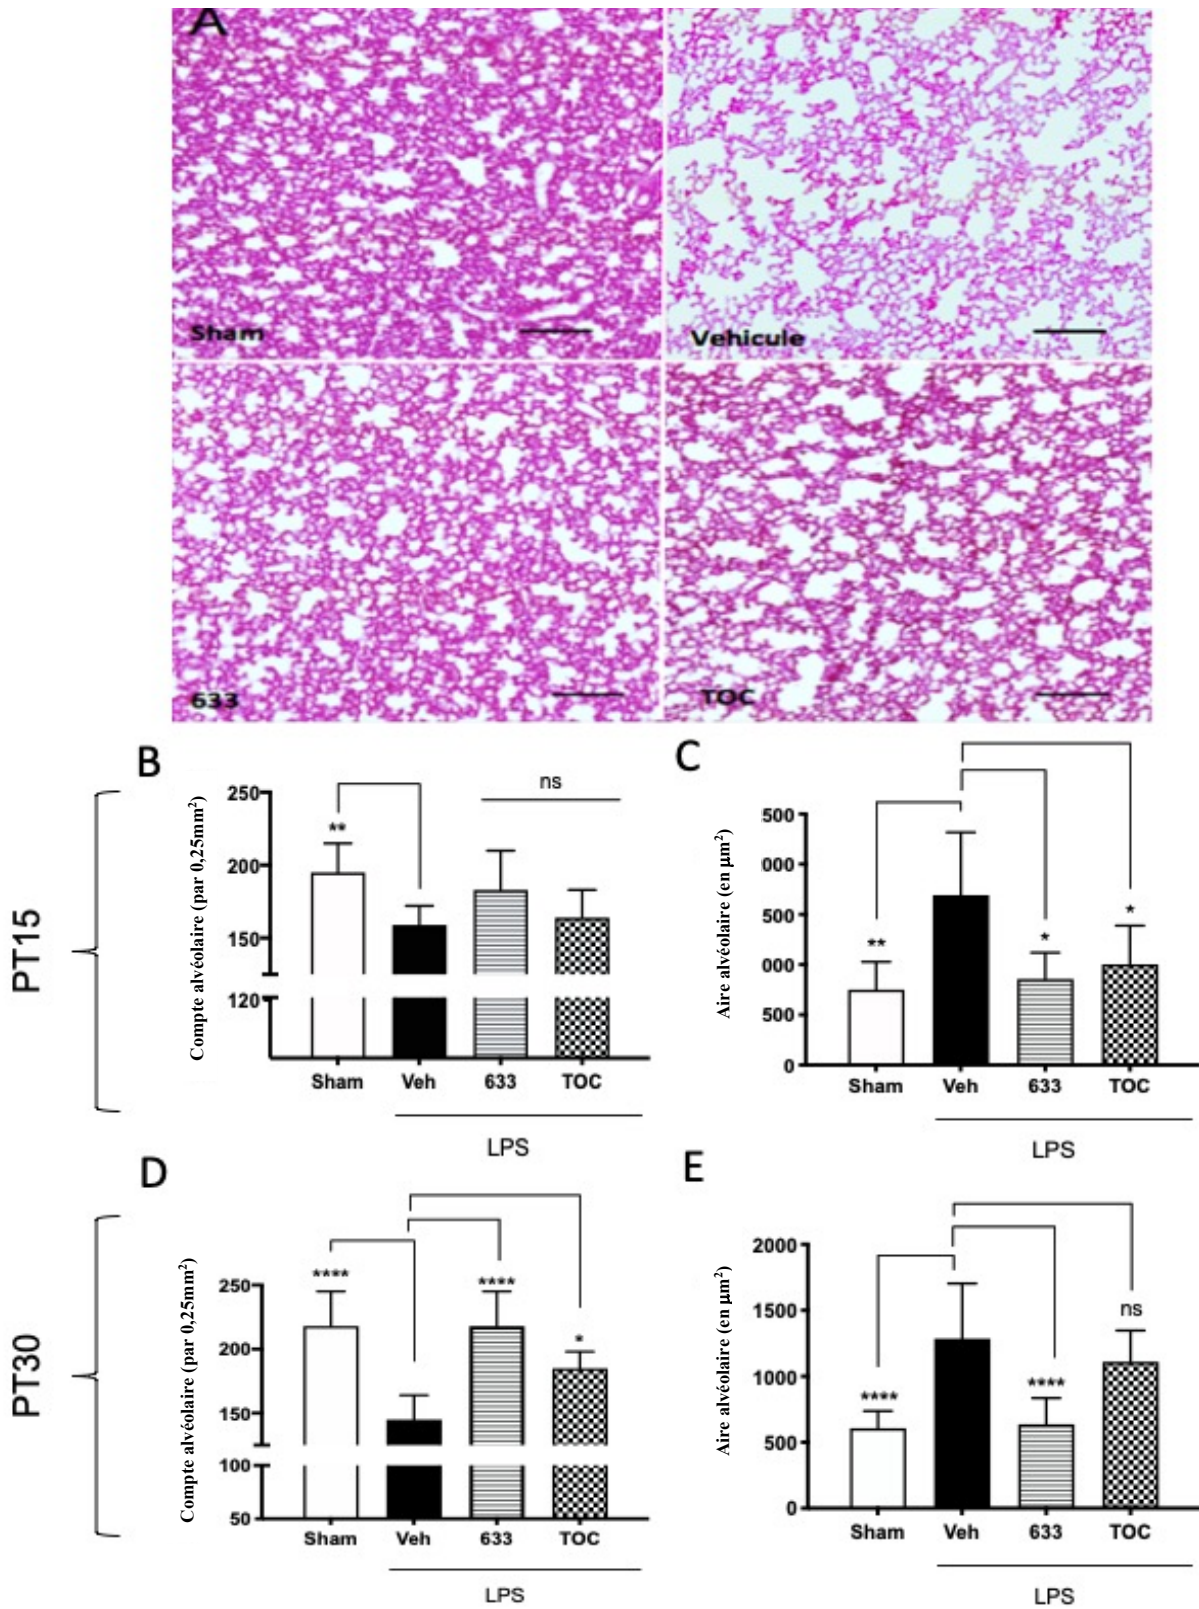 A
Sham
Vehicule
633
TOC
PT15
B
Compte alvéolaire (par 0,25mm²)
250
200
150
120
**
ns
Sham Veh 633 TOC
LPS
C
Aire alvéolaire (en µm²)
500
000
500
000
500
0
**
*
*
Sham Veh 633 TOC
LPS
PT30
D
Compte alvéolaire (par 0,25mm²)
250
200
150
100
50
****
****
*
Sham Veh 633 TOC
LPS
E
Aire alvéolaire (en µm²)
2000
1500
1000
500
0
****
****
ns
Sham Veh 633 TOC
LPS